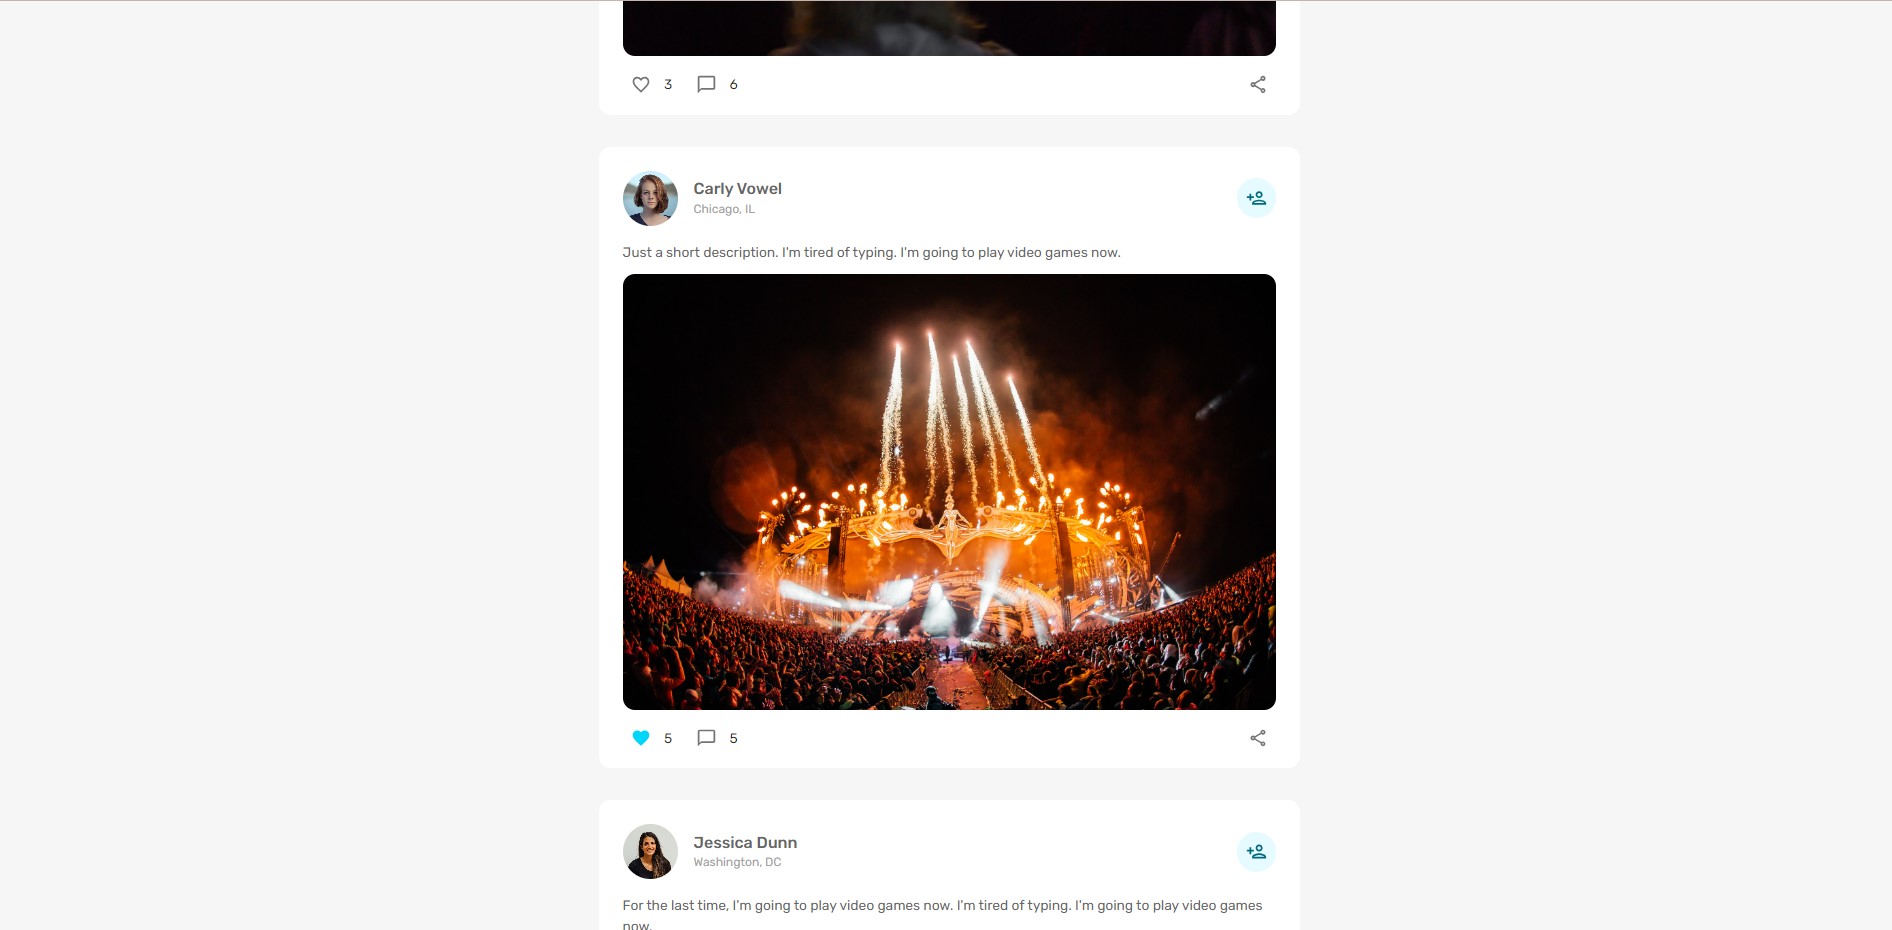 3 6
Carly Vowel
Chicago, IL
Just a short description. I'm tired of typing. I'm going to play video games now.
5 5
Jessica Dunn
Washington, DC
For the last time, I'm going to play video games now. I'm tired of typing. I'm going to play video games
now.